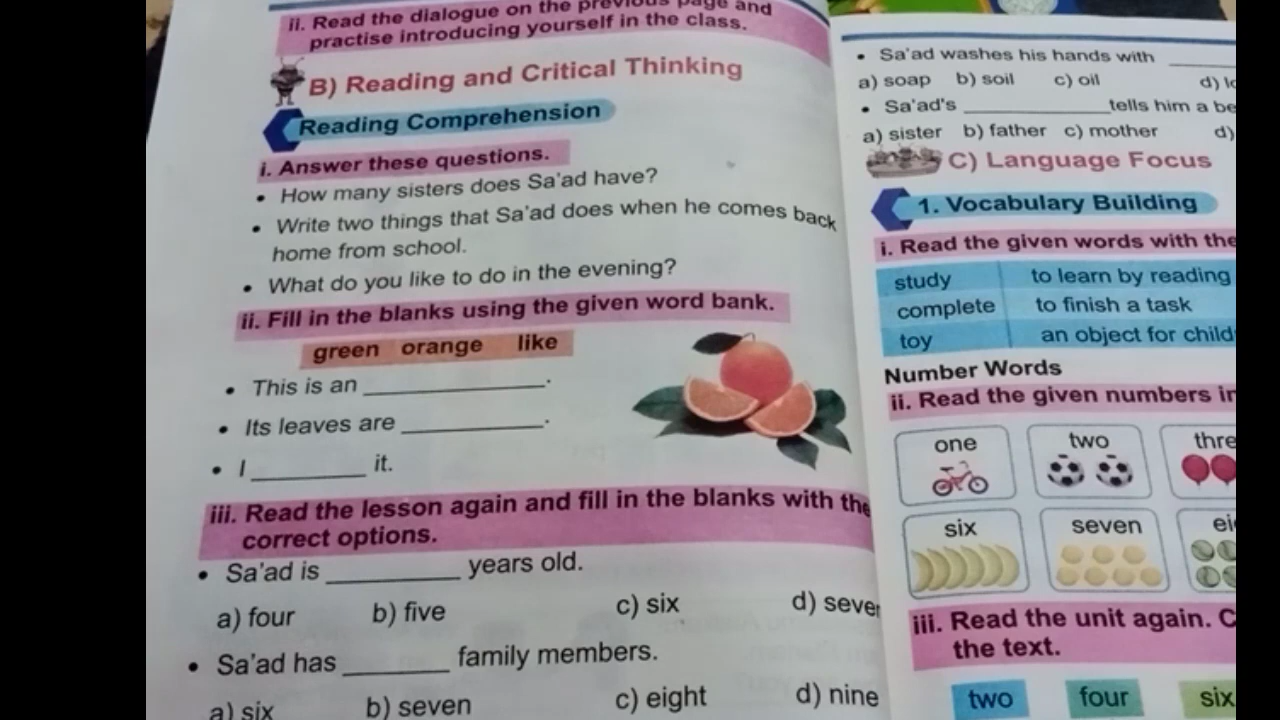 ii. Read the dialogue on the previous page and
practise introducing yourself in the class.
B) Reading and Critical Thinking
Reading Comprehension
i. Answer these questions.
• How many sisters does Sa'ad have?
• Write two things that Sa'ad does when he comes back
home from school.
• What do you like to do in the evening?
ii. Fill in the blanks using the given word bank.
green orange like
• This is an __________.
• Its leaves are __________.
• I ________ it.
iii. Read the lesson again and fill in the blanks with the
correct options.
• Sa'ad is __________ years old.
a) four b) five c) six d) seven
• Sa'ad has ________ family members.
a) six b) seven c) eight d) nine
• Sa'ad washes his hands with ______
a) soap b) soil c) oil d)
• Sa'ad's ____________ tells him a
a) sister b) father c) mother d)
C) Language Focus
1. Vocabulary Building
i. Read the given words with the
study to learn by reading
complete to finish a task
toy an object for
Number Words
ii. Read the given numbers
one two
six seven
iii. Read the unit again.
the text.
two four six